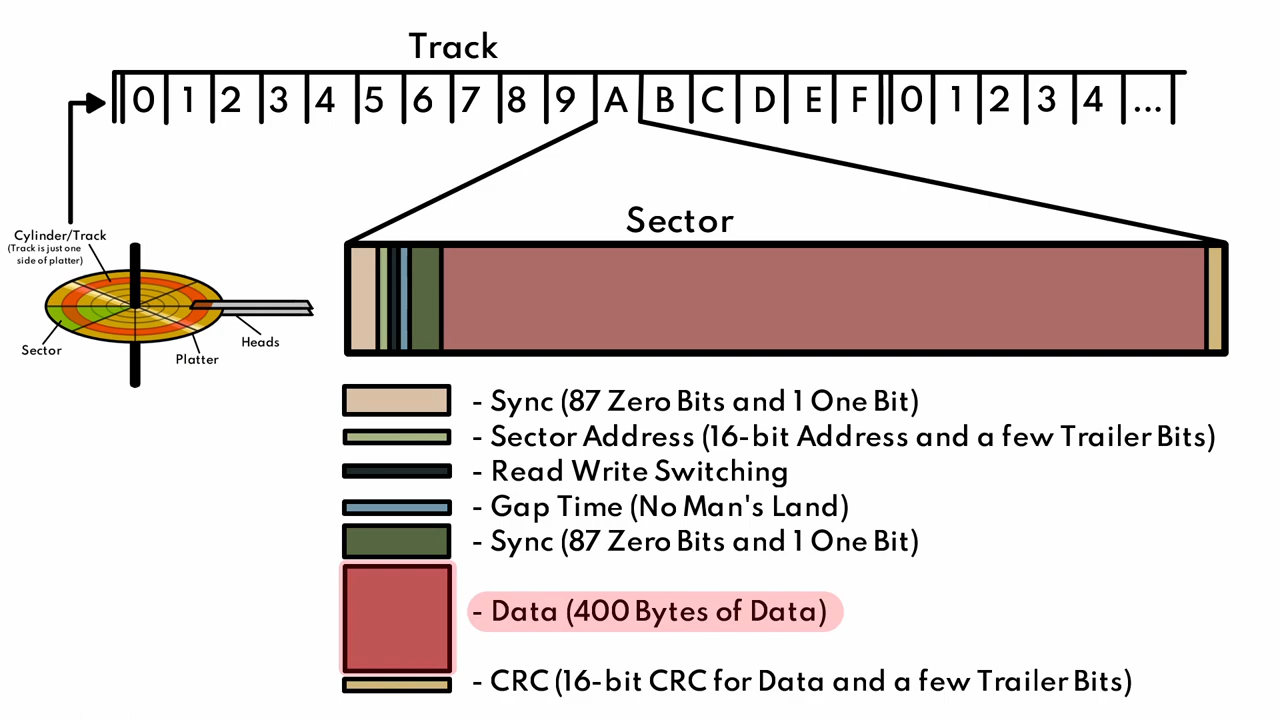 Track
0 1 2 3 4 5 6 7 8 9 A B C D E F 0 1 2 3 4 ...
Cylinder/Track
(Track is just one
side of platter)
Sector
Platter
Heads
Sector
- Sync (87 Zero Bits and 1 One Bit)
- Sector Address (16-bit Address and a few Trailer Bits)
- Read Write Switching
- Gap Time (No Man's Land)
- Sync (87 Zero Bits and 1 One Bit)
- Data (400 Bytes of Data)
- CRC (16-bit CRC for Data and a few Trailer Bits)